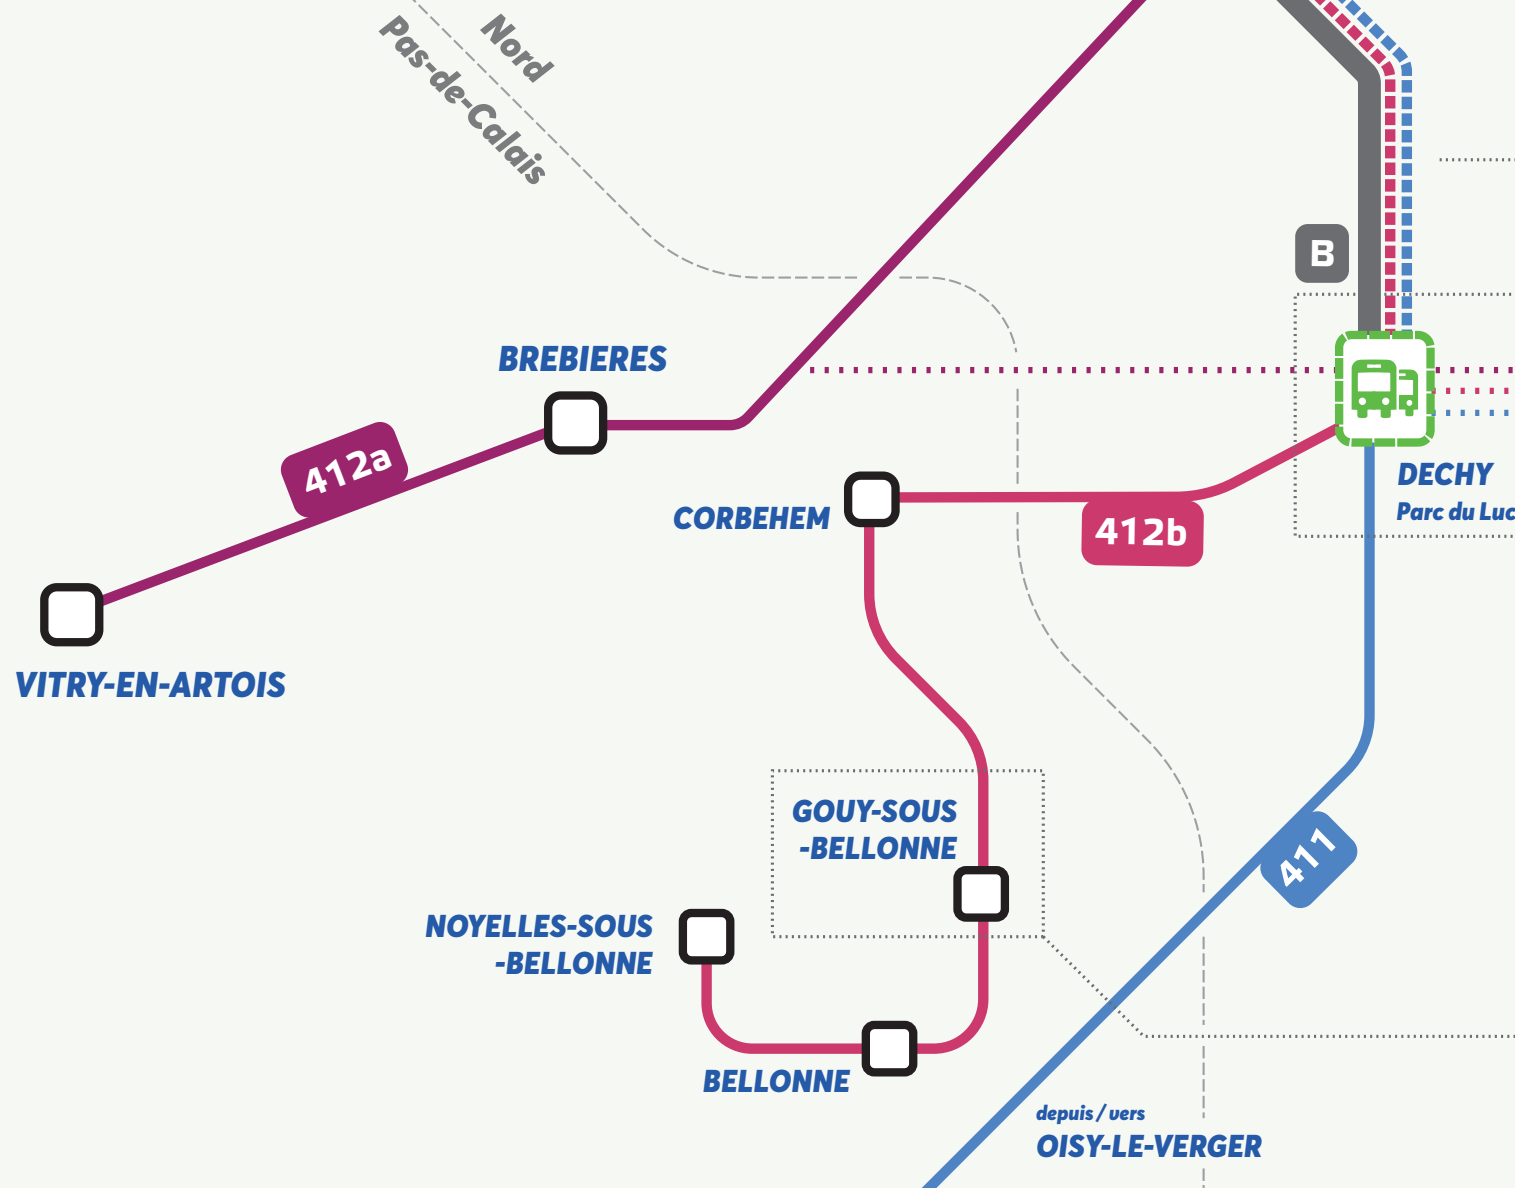 Nord
Pas-de-Calais
B
BREBIERES
412a
DECHY
Parc du Luc
CORBEHEM
412b
VITRY-EN-ARTOIS
GOUY-SOUS
-BELLONNE
411
NOYELLES-SOUS
-BELLONNE
BELLONNE
depuis / vers
OISY-LE-VERGER